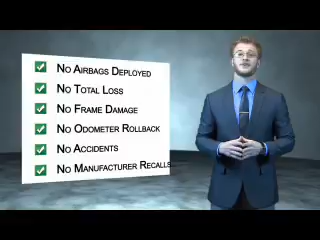 No Airbags Deployed
No Total Loss
No Frame Damage
No Odometer Rollback
No Accidents
No Manufacturer Recalls